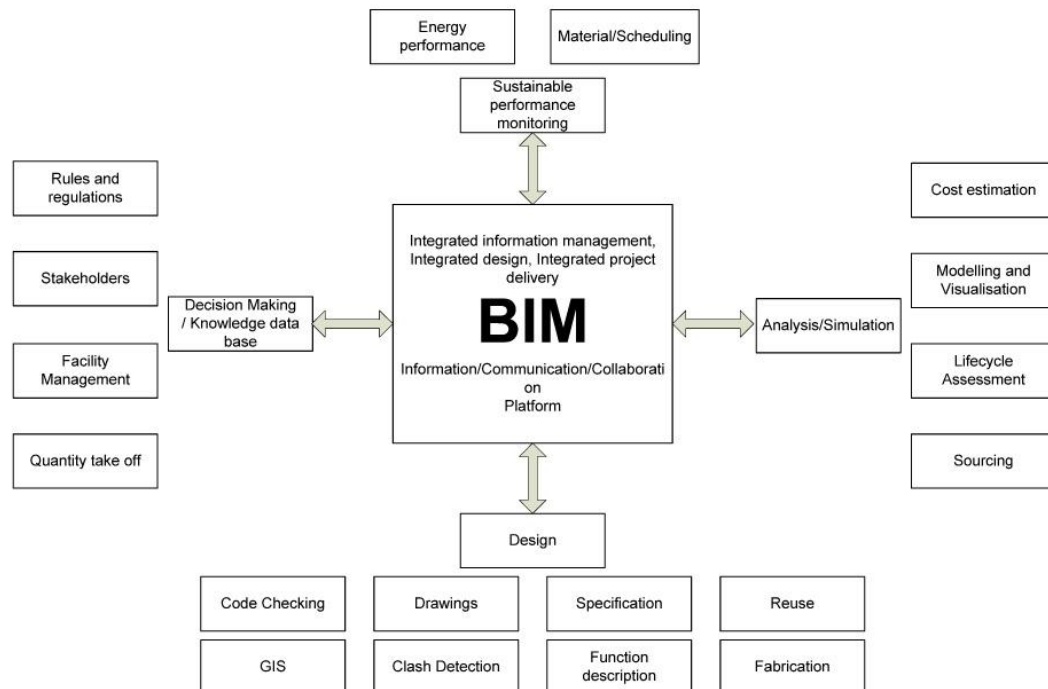 Energy
performance
Material/Scheduling
Sustainable
performance
monitoring
Rules and
regulations
Stakeholders
Facility
Management
Quantity take off
Decision Making
/ Knowledge data
base
Integrated information management,
Integrated design, Integrated project
delivery
BIM
Information/Communication/Collaborati
on
Platform
Analysis/Simulation
Cost estimation
Modelling and
Visualisation
Lifecycle
Assessment
Sourcing
Design
Code Checking
Drawings
Specification
Reuse
GIS
Clash Detection
Function
description
Fabrication